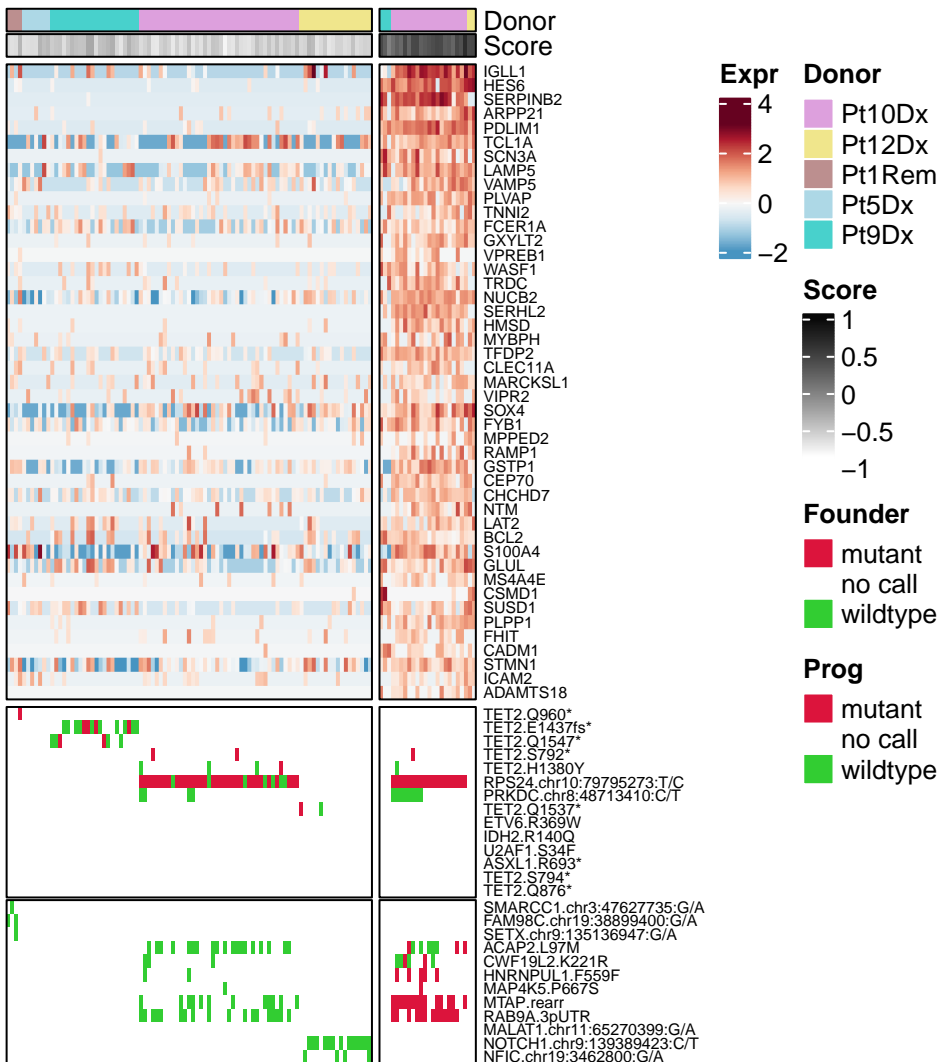 Donor
Score
IGLL1
HES6
SERPINB2
ARPP21
PDLIM1
TCL1A
SCN3A
LAMP5
VAMP5
PLVAP
TNNI2
FCER1A
GXYLT2
VPREB1
WASF1
TRDC
NUCB2
SERHL2
HMSD
MYBPH
TFDP2
CLEC11A
MARCKSL1
VIPR2
SOX4
FYB1
MPPED2
RAMP1
GSTP1
CEP70
CHCHD7
NTM
LAT2
BCL2
S100A4
GLUL
MS4A4E
CSMD1
SUSD1
PLPP1
FHIT
CADM1
STMN1
ICAM2
ADAMTS18
TET2.Q960*
TET2.E1437fs*
TET2.Q1547*
TET2.S792*
TET2.H1380Y
RPS24.chr10:79795273:T/C
PRKDC.chr8:48713410:C/T
TET2.Q1537*
ETV6.R369W
IDH2.R140Q
U2AF1.S34F
ASXL1.R693*
TET2.S794*
TET2.Q876*
SMARCC1.chr3:47627735:G/A
FAM98C.chr19:38899400:G/A
SETX.chr9:135136947:G/A
ACAP2.L97M
CWF19L2.K221R
HNRNPUL1.F559F
MAP4K5.P667S
MTAP.rearr
RAB9A.3pUTR
MALAT1.chr11:65270399:G/A
NOTCH1.chr9:139389423:C/T
NFIC.chr19:3462800:G/A
Expr
4
2
0
−2
Donor
Pt10Dx
Pt12Dx
Pt1Rem
Pt5Dx
Pt9Dx
Score
1
0.5
0
−0.5
−1
Founder
mutant
no call
wildtype
Prog
mutant
no call
wildtype